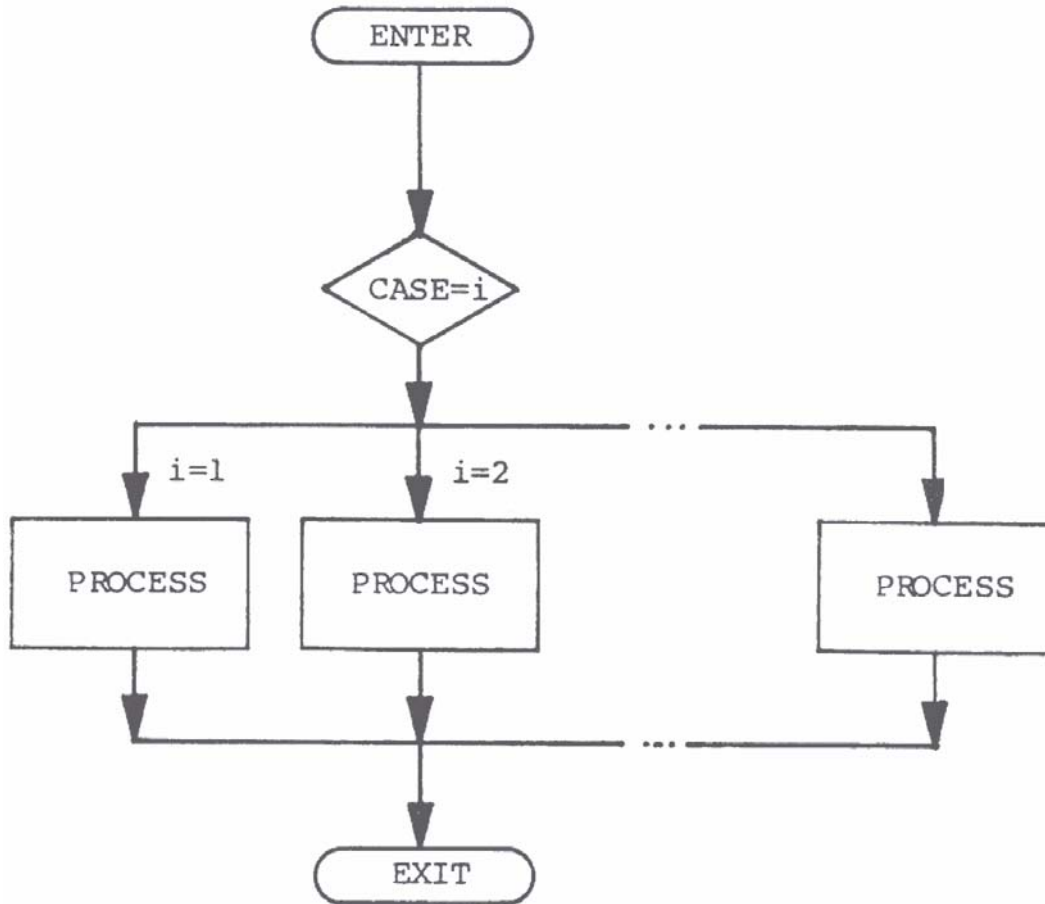 ENTER
CASE=i
...
i=1 i=2
PROCESS PROCESS PROCESS
...
EXIT